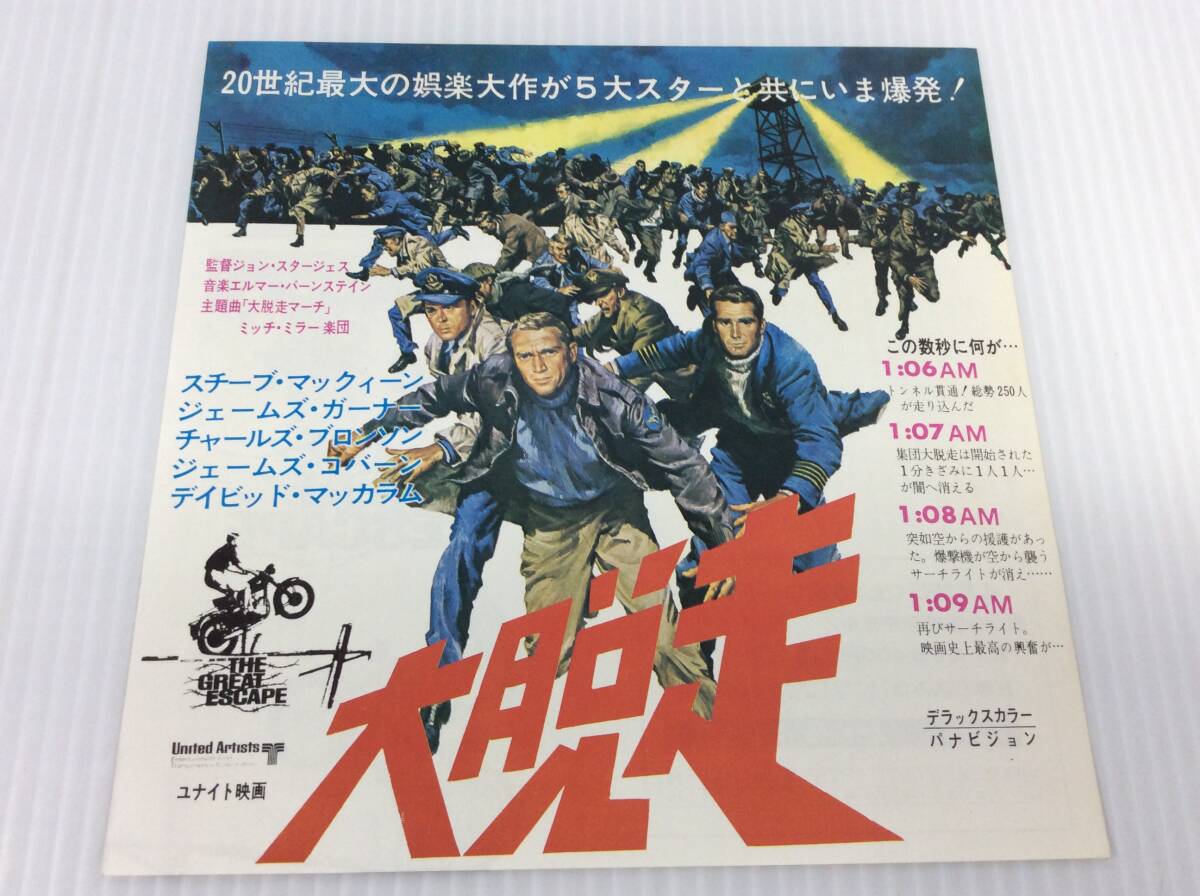 20世紀最大の娯楽大作が5大スターと共にいま爆発!
監督ジョン・スタージェス
音楽エルマー・バーンステイン
主題曲「大脱走マーチ」
ミッチ・ミラー楽団
スチーブ・マックィーン
ジェームズ・ガーナー
チャールズ・ブロンソン
ジェームズ・コバーン
デイビッド・マッカラム
この数秒に何が…
1:06AM
トンネル貫通!総勢250人
が走り込んだ
1:07AM
集団大脱走は開始された
1分きざみに1人1人…
が闇へ消える
1:08AM
突如空からの援護があっ
た。爆撃機が空から襲う
サーチライトが消え……
1:09AM
再びサーチライト。
映画史上最高の興奮が…
THE
GREAT
ESCAPE
大脱走
デラックスカラー
パナビジョン
United Artists
ユナイト映画